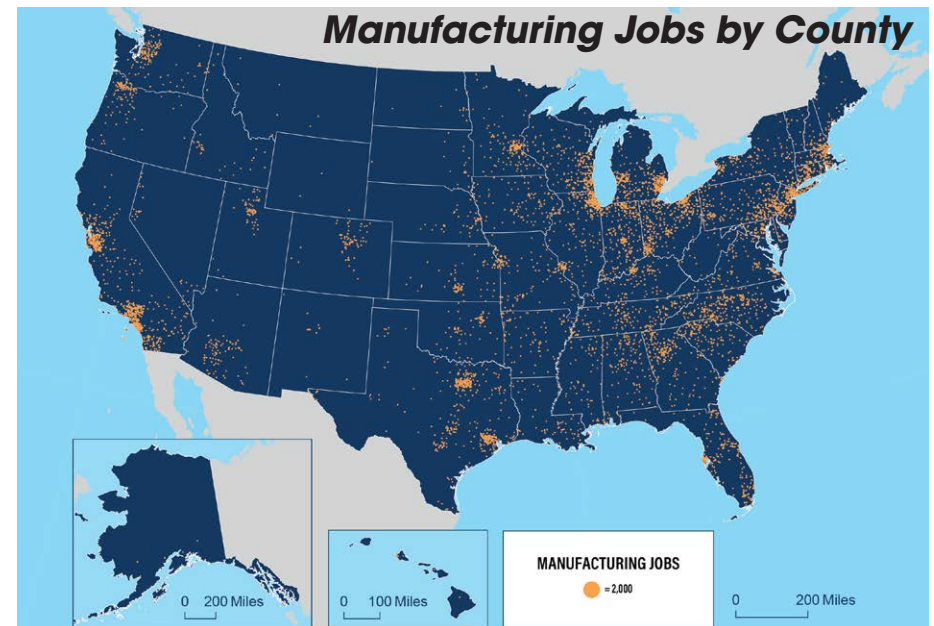 Manufacturing Jobs by County
0 200 Miles
0 100 Miles
MANUFACTURING JOBS
= 2,000
0 200 Miles